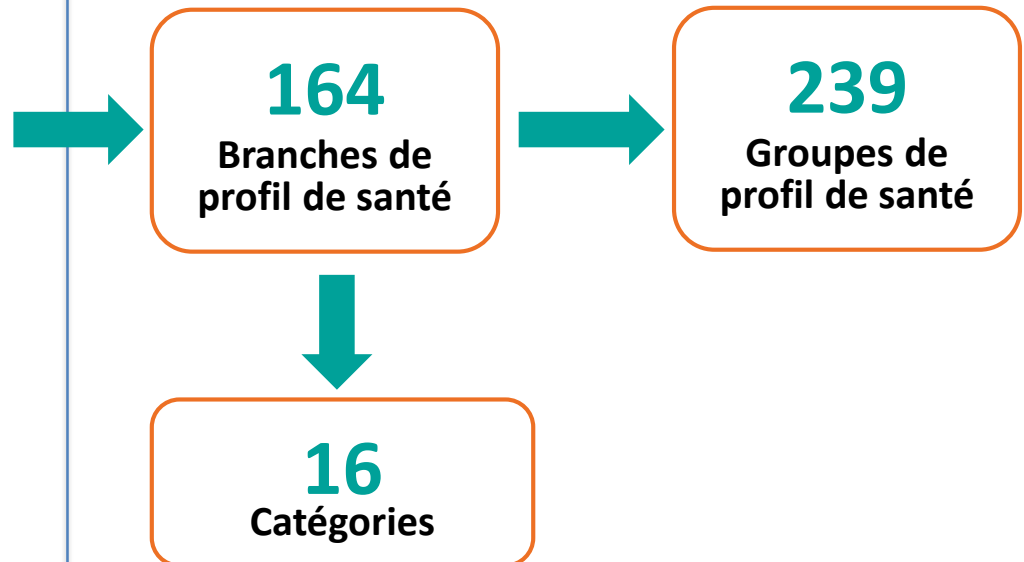 164
Branches de
profil de santé
239
Groupes de
profil de santé
16
Catégories